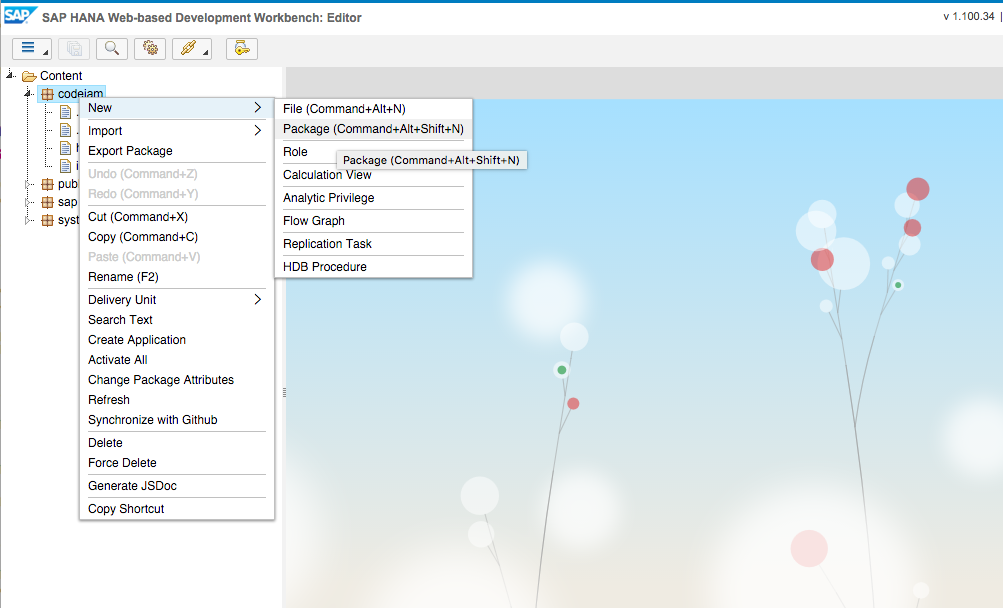 SAP SAP HANA Web-based Development Workbench: Editor
v 1.100.34 |
Content
codejam
New
Import
Export Package
Undo (Command+Z)
Redo (Command+Y)
Cut (Command+X)
Copy (Command+C)
Paste (Command+V)
Rename (F2)
Delivery Unit
Search Text
Create Application
Activate All
Change Package Attributes
Refresh
Synchronize with Github
Delete
Force Delete
Generate JSDoc
Copy Shortcut
File (Command+Alt+N)
Package (Command+Alt+Shift+N)
Role
Package (Command+Alt+Shift+N)
Calculation View
Analytic Privilege
Flow Graph
Replication Task
HDB Procedure
.
.
h
i
pub
sap
syst